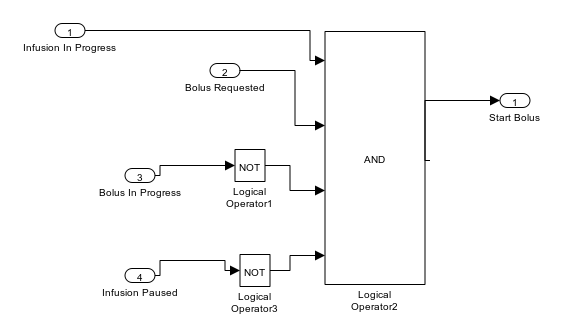 1
Infusion In Progress
2
Bolus Requested
3
Bolus In Progress
NOT
Logical
Operator1
4
Infusion Paused
NOT
Logical
Operator3
AND
Logical
Operator2
1
Start Bolus